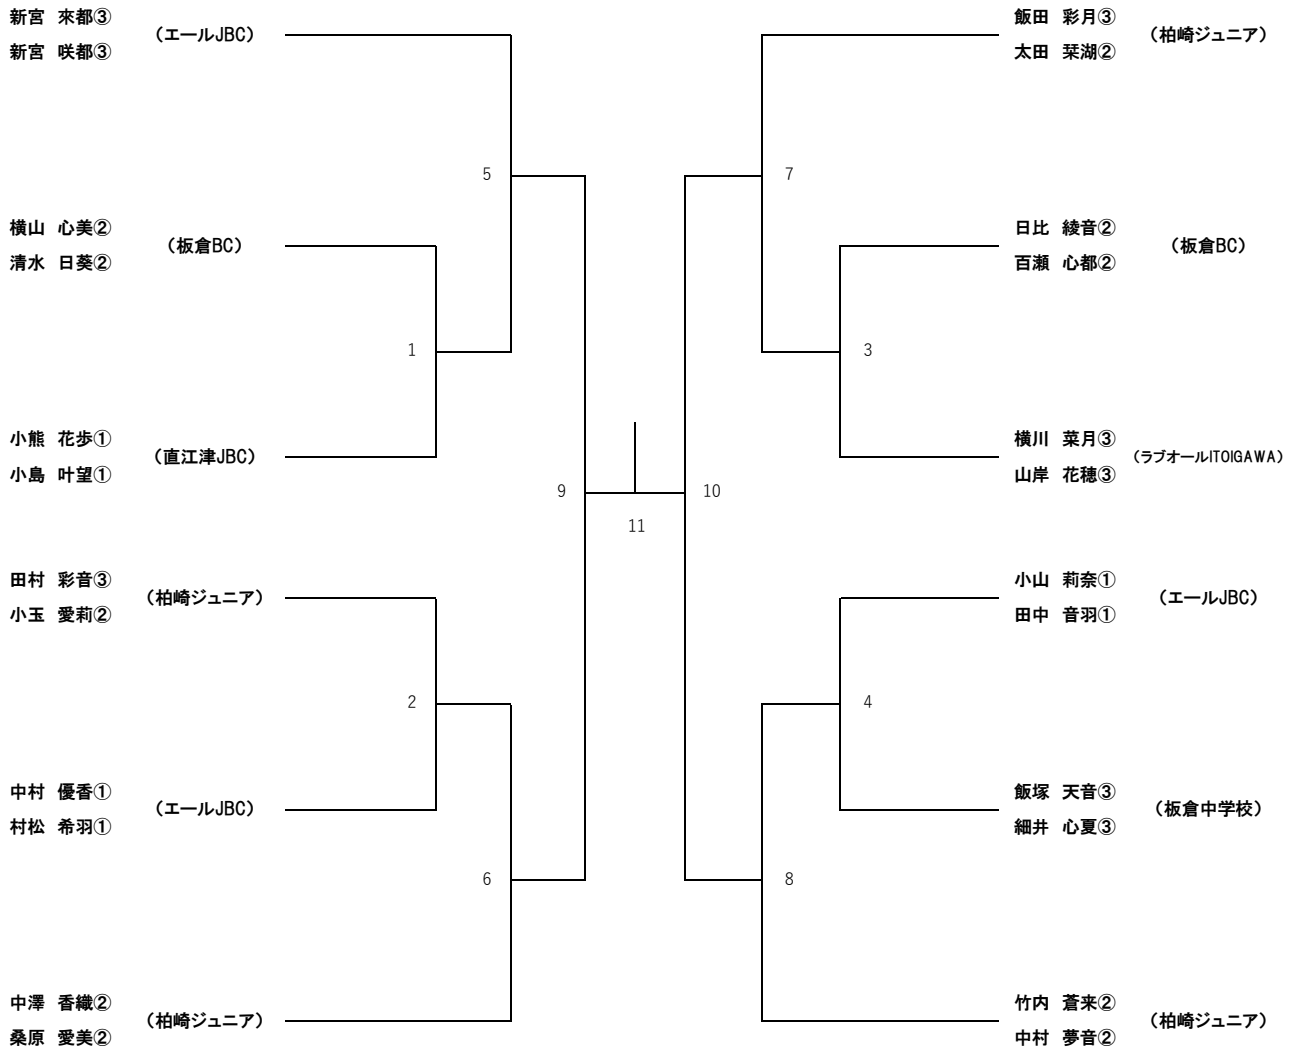 新宮 來都③
新宮 咲都③
（エールJBC）
横山 心美②
清水 日葵②
（板倉BC）
小熊 花歩①
小島 叶望①
（直江津JBC）
田村 彩音③
小玉 愛莉②
（柏崎ジュニア）
中村 優香①
村松 希羽①
（エールJBC）
中澤 香織②
桑原 愛美②
（柏崎ジュニア）
5
1
2
6
9
11
10
7
3
4
8
飯田 彩月③
太田 栞湖②
（柏崎ジュニア）
日比 綾音②
百瀬 心都②
（板倉BC）
横川 菜月③
山岸 花穂③
（ラブオールITOIGAWA）
小山 莉奈①
田中 音羽①
（エールJBC）
飯塚 天音③
細井 心夏③
（板倉中学校）
竹内 蒼来②
中村 夢音②
（柏崎ジュニア）